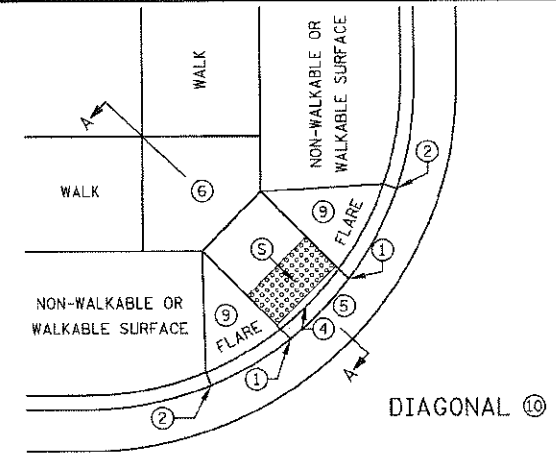 WALK
NON-WALKABLE OR
WALKABLE SURFACE
A
2
6
WALK
9
FLARE
1
S
5
NON-WALKABLE OR
WALKABLE SURFACE
9
FLARE
4
1
A
2
DIAGONAL 10